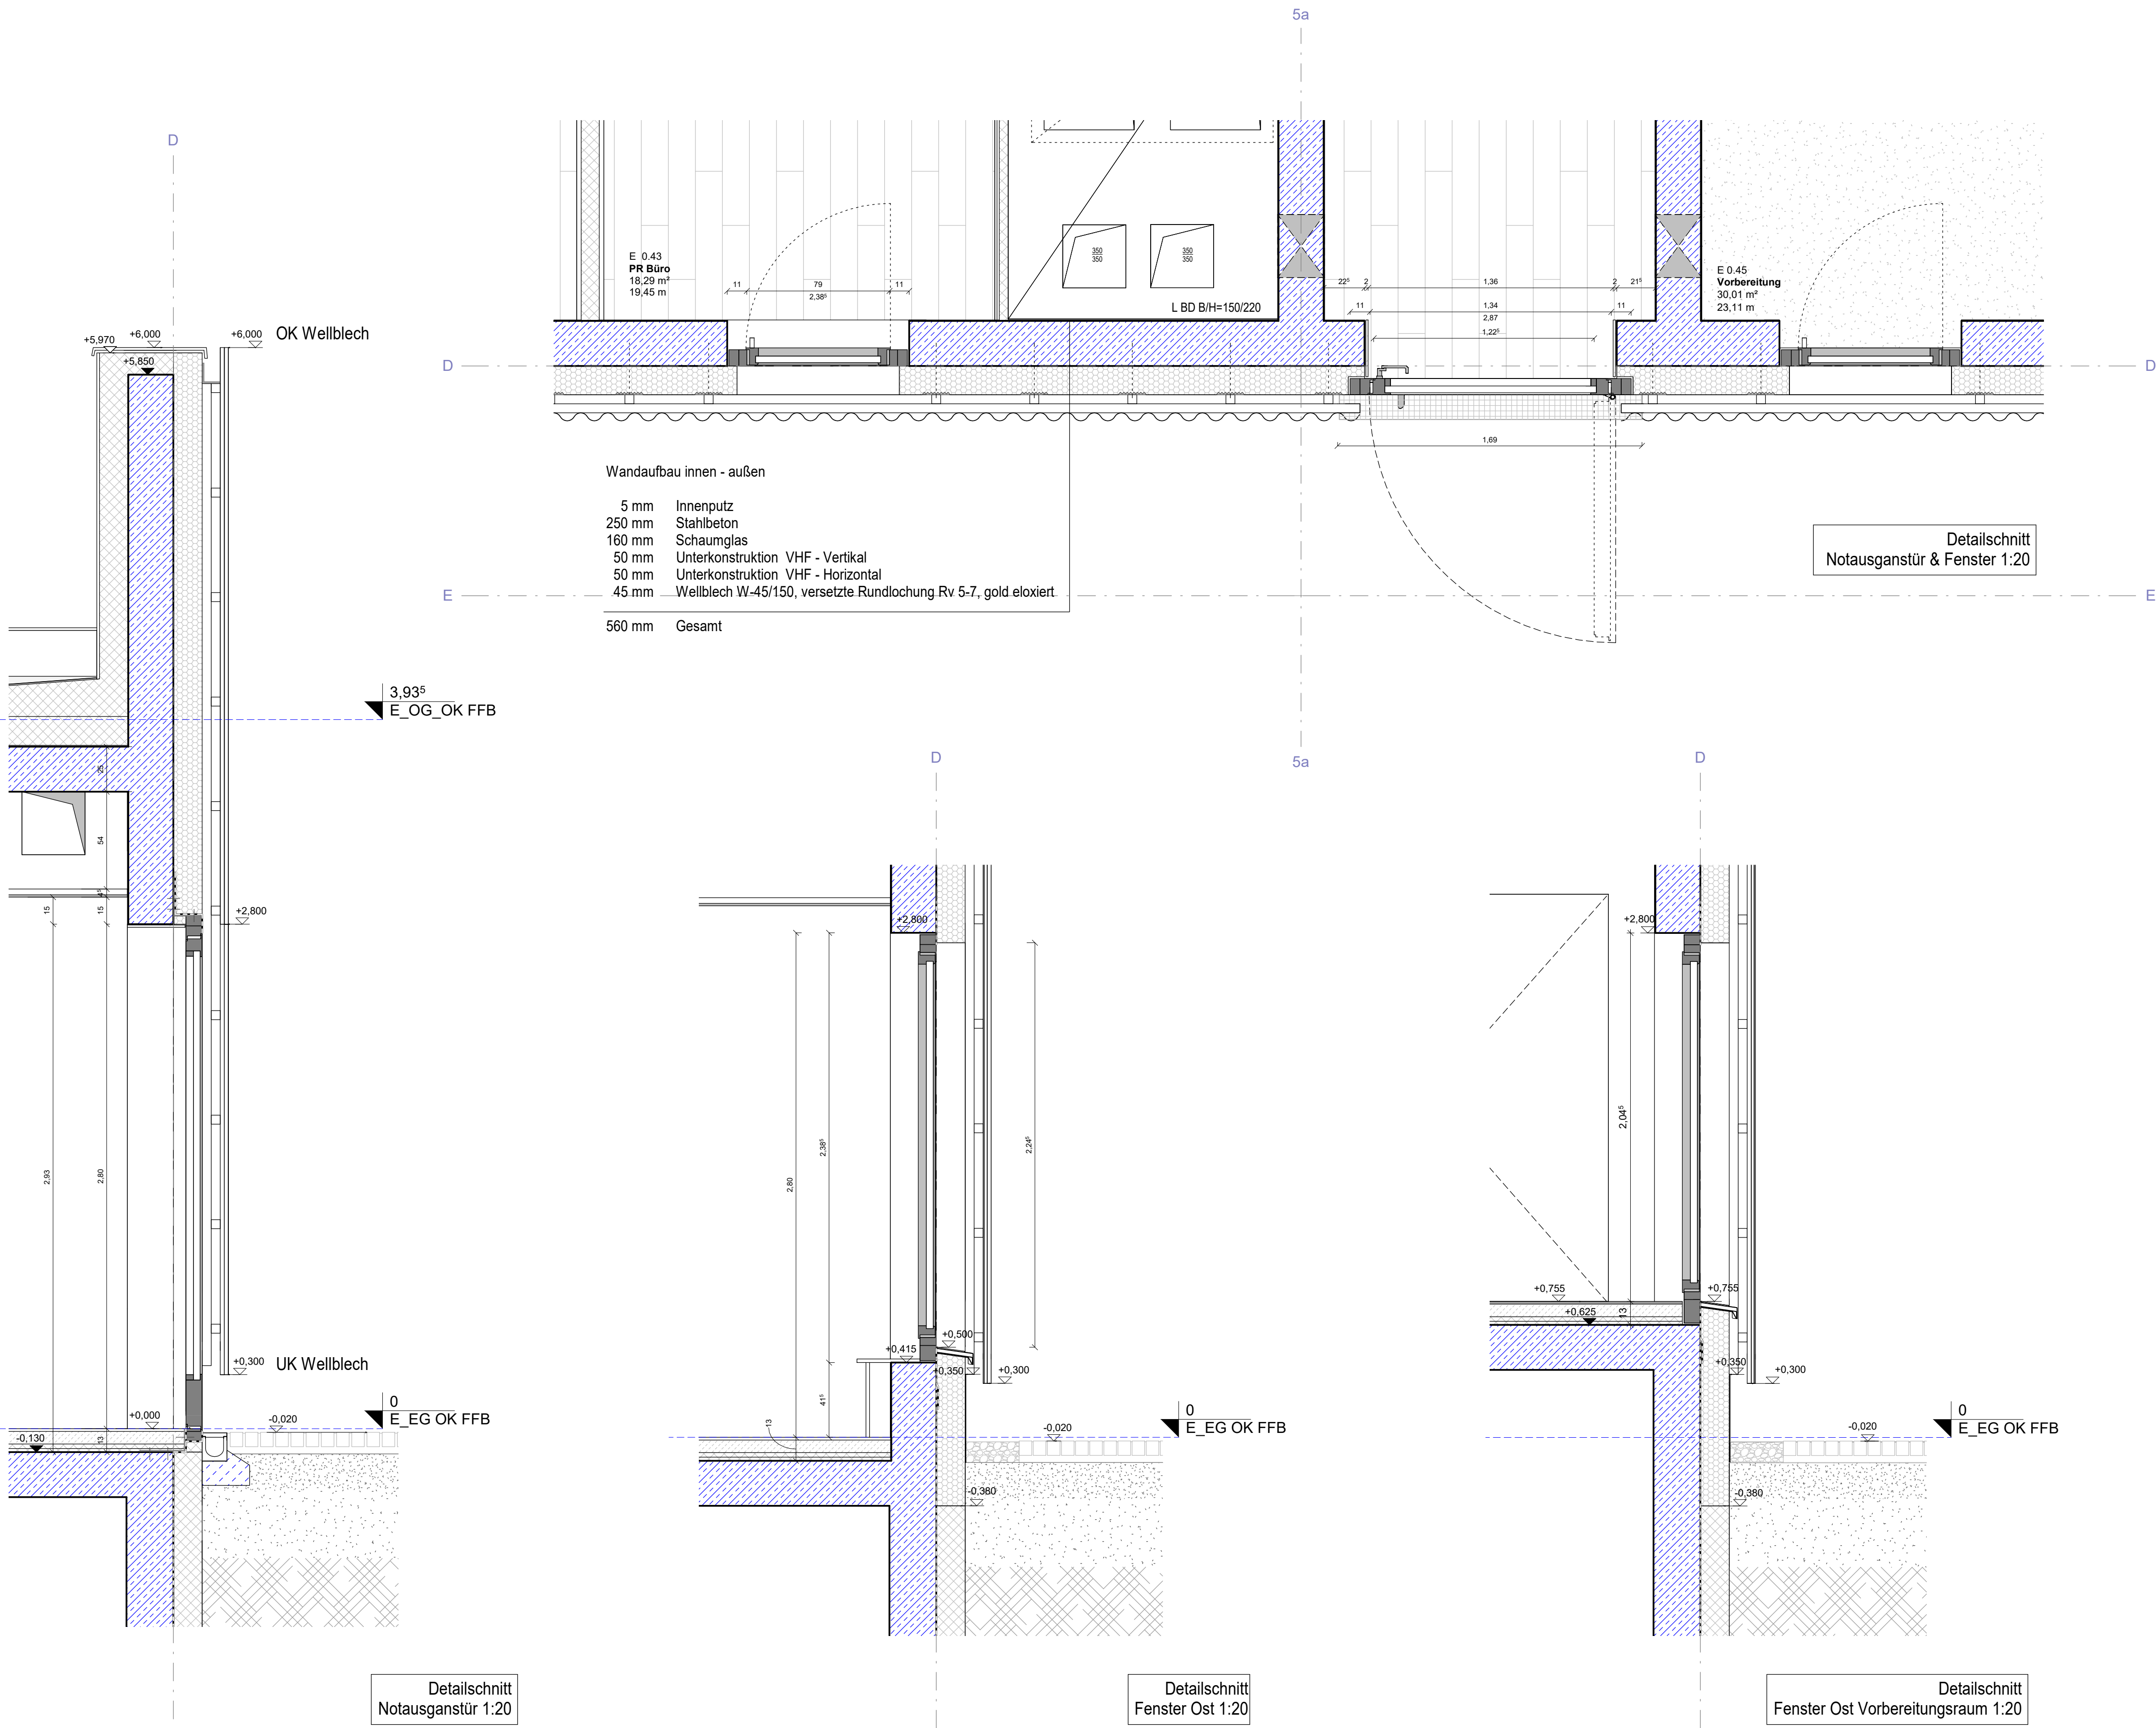 5a
D
OK Wellblech
+6,000
+6,000
+5,970
+5,850
3,93⁵
E_OG_OK FFB
25
54
4⁵
15
15
+2,800
2,93
2,80
+0,300
UK Wellblech
0
E_EG OK FFB
+0,000
-0,020
-0,130
13
Detailschnitt
Notausganstür 1:20
E 0.43
PR Büro
18,29 m²
19,45 m
11
79
11
2,38⁵
350
350
350
350
L BD B/H=150/220
22⁵
2
1,36
2
21⁵
11
1,34
11
2,87
1,22⁵
E 0.45
Vorbereitung
30,01 m²
23,11 m
D
D
1,69
Wandaufbau innen - außen
5 mm Innenputz
250 mm Stahlbeton
160 mm Schaumglas
50 mm Unterkonstruktion VHF - Vertikal
50 mm Unterkonstruktion VHF - Horizontal
45 mm Wellblech W-45/150, versetzte Rundlochung Rv 5-7, gold eloxiert
560 mm Gesamt
E
E
Detailschnitt
Notausganstür & Fenster 1:20
5a
D
+2,800
2,80
2,38⁵
2,24⁵
+0,500
+0,415
+0,350
+0,300
41⁵
13
0
E_EG OK FFB
-0,020
-0,380
Detailschnitt
Fenster Ost 1:20
D
+2,800
2,04⁵
+0,755
+0,755
+0,625
13
+0,350
+0,300
0
E_EG OK FFB
-0,020
-0,380
Detailschnitt
Fenster Ost Vorbereitungsraum 1:20